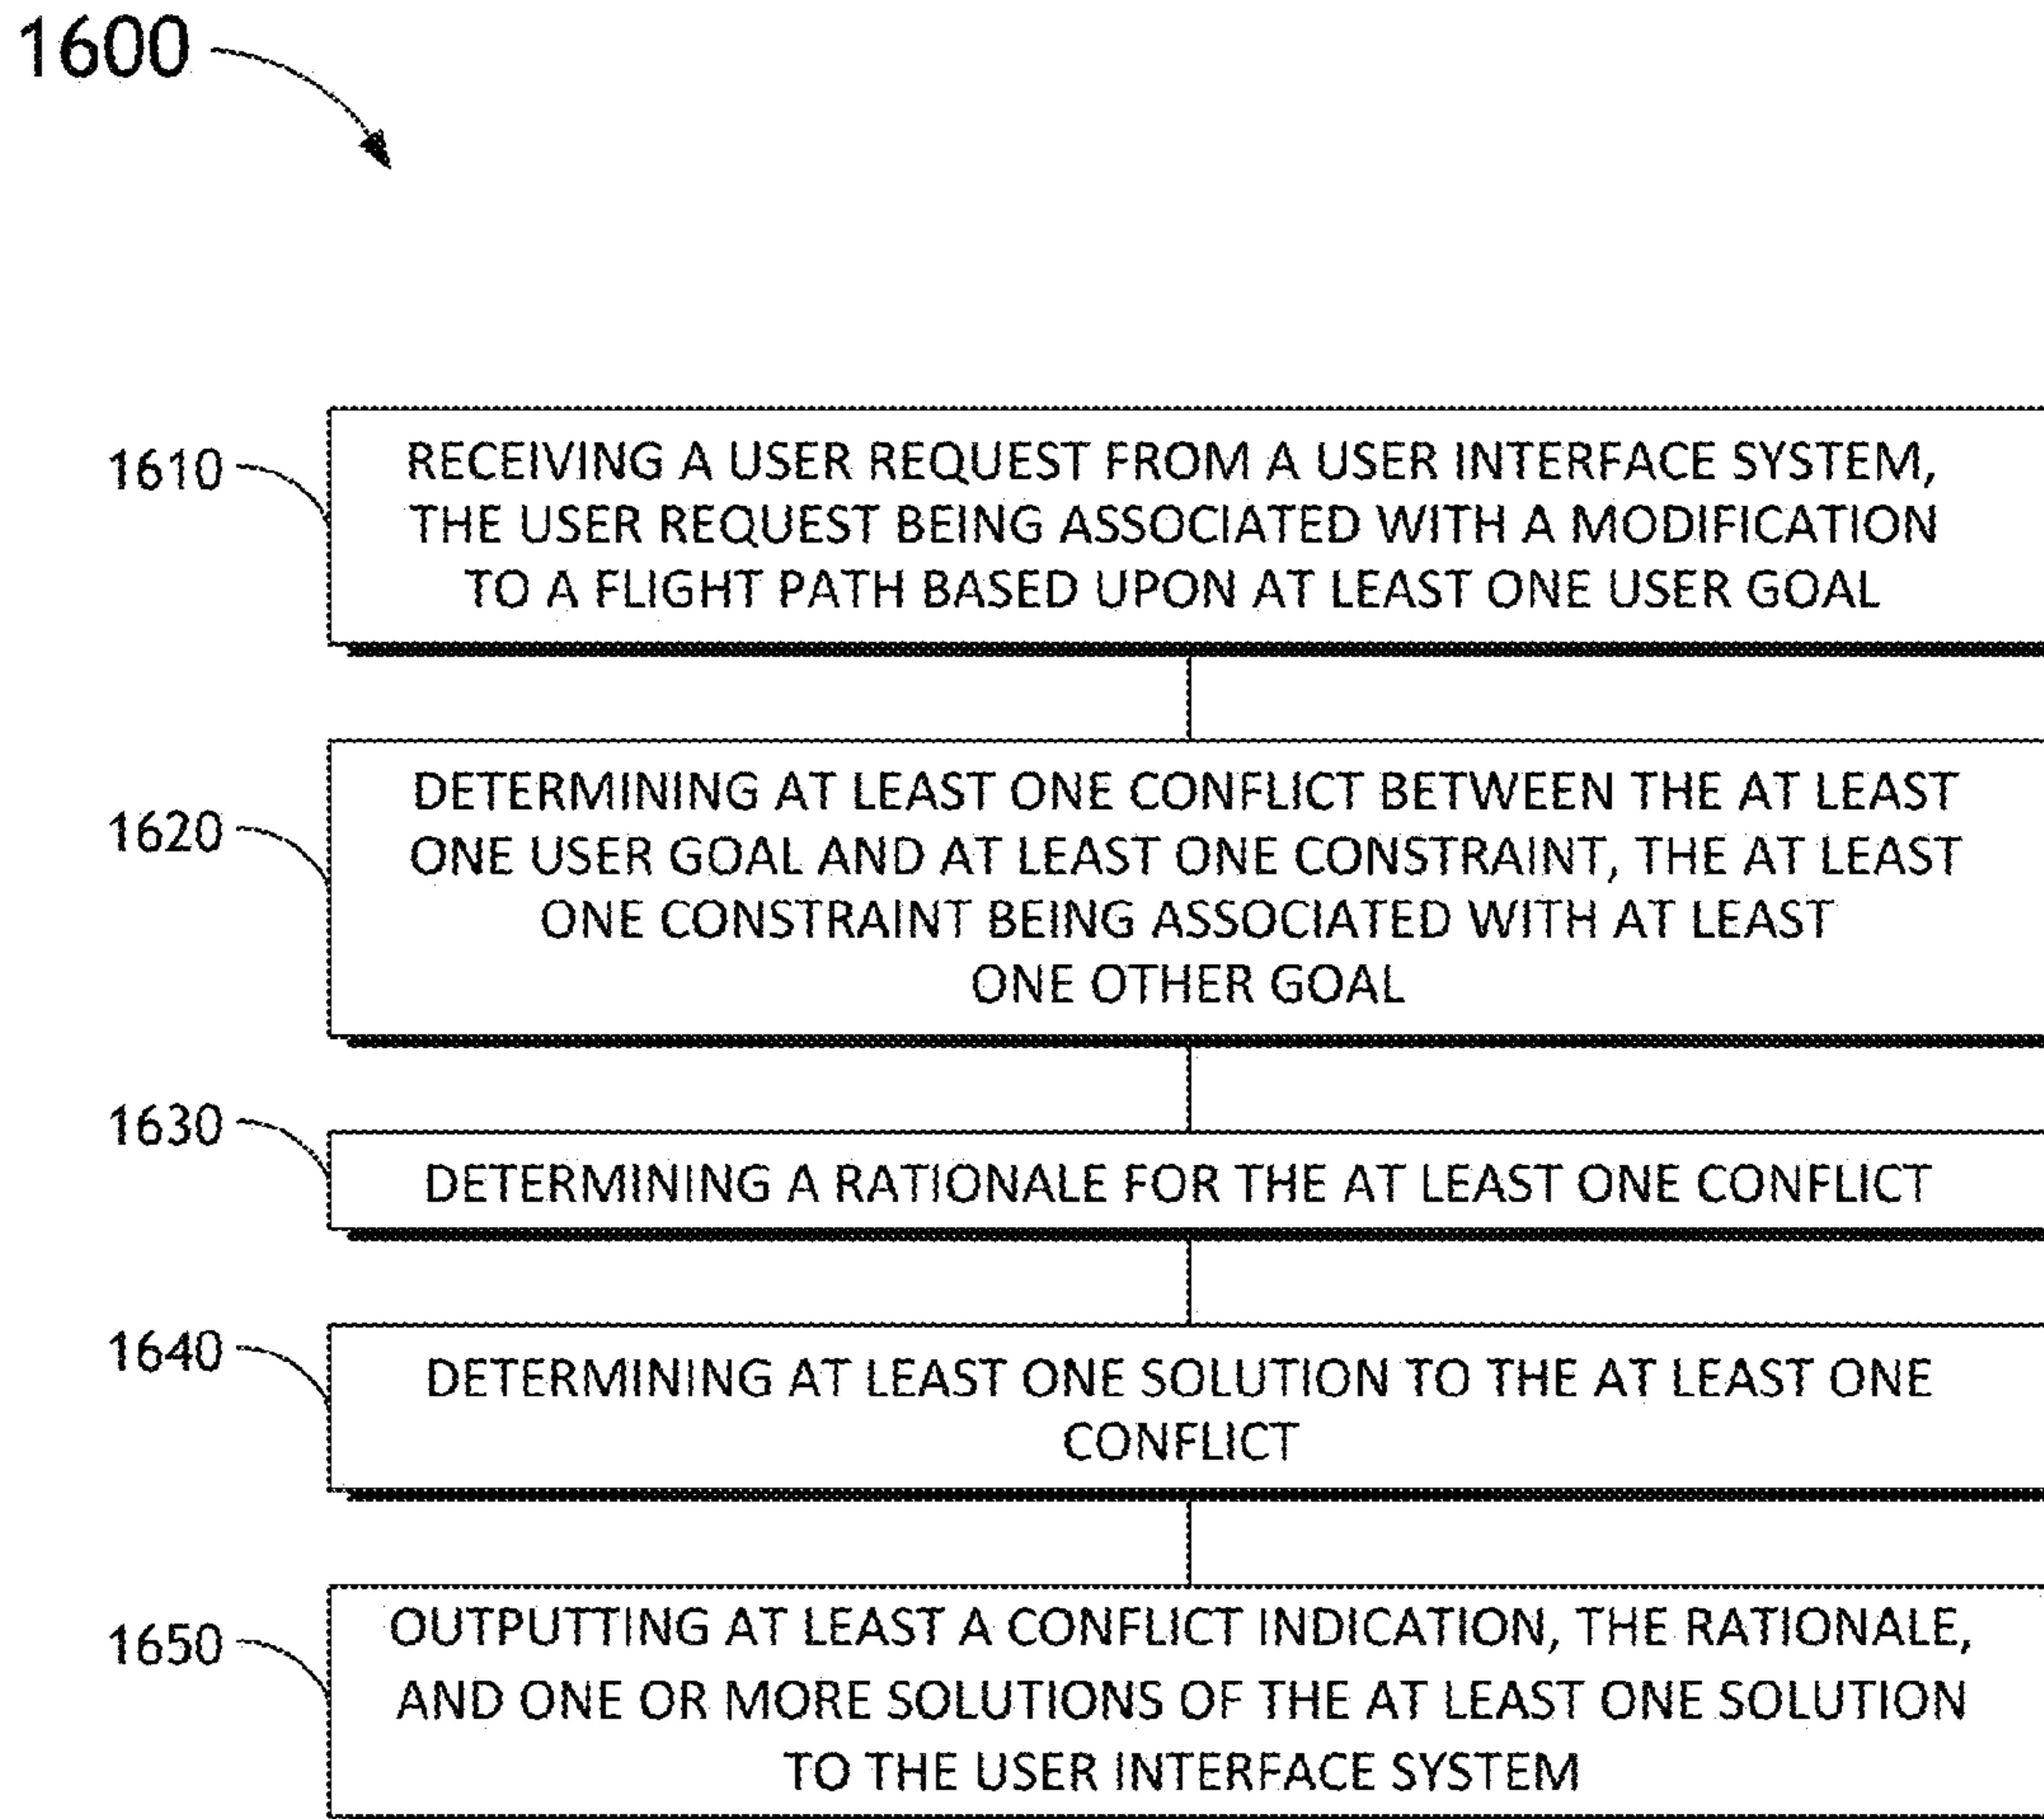 1600
1610
RECEIVING A USER REQUEST FROM A USER INTERFACE SYSTEM,
THE USER REQUEST BEING ASSOCIATED WITH A MODIFICATION
TO A FLIGHT PATH BASED UPON AT LEAST ONE USER GOAL
1620
DETERMINING AT LEAST ONE CONFLICT BETWEEN THE AT LEAST
ONE USER GOAL AND AT LEAST ONE CONSTRAINT, THE AT LEAST
ONE CONSTRAINT BEING ASSOCIATED WITH AT LEAST
ONE OTHER GOAL
1630
DETERMINING A RATIONALE FOR THE AT LEAST ONE CONFLICT
1640
DETERMINING AT LEAST ONE SOLUTION TO THE AT LEAST ONE
CONFLICT
1650
OUTPUTTING AT LEAST A CONFLICT INDICATION, THE RATIONALE,
AND ONE OR MORE SOLUTIONS OF THE AT LEAST ONE SOLUTION
TO THE USER INTERFACE SYSTEM